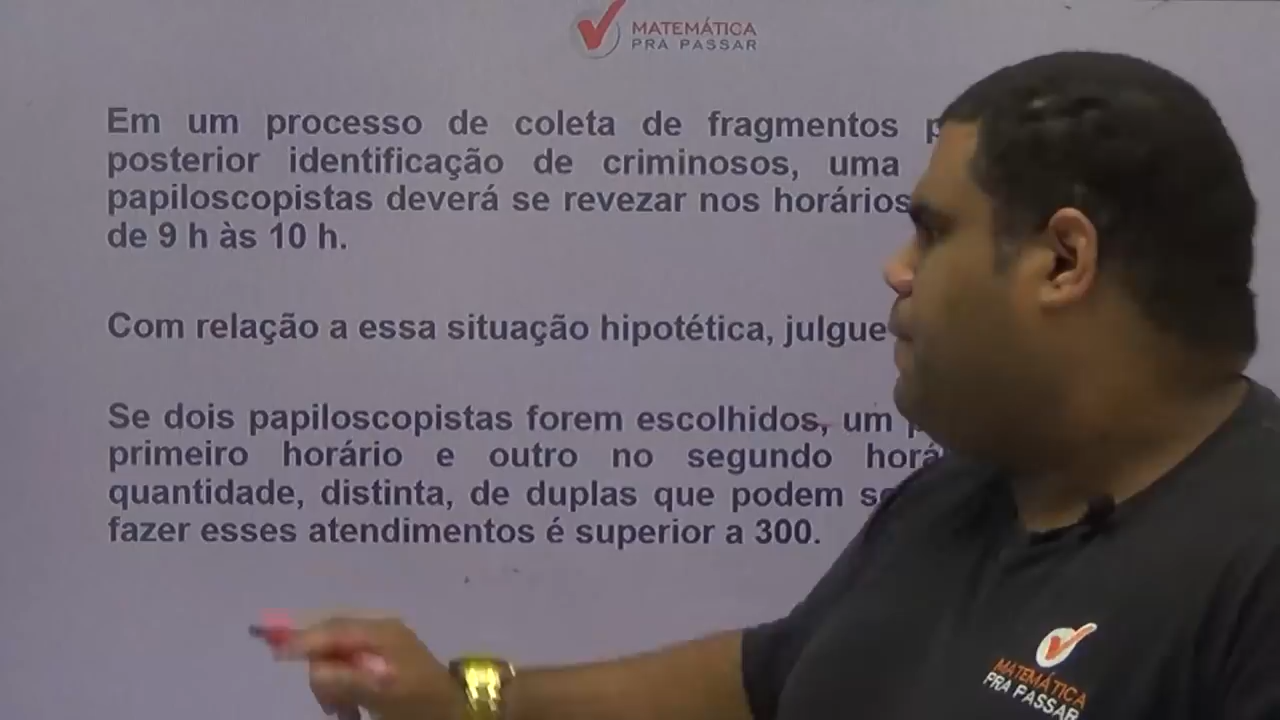 MATEMÁTICA
PRA PASSAR
Em um processo de coleta de fragmentos
posterior identificação de criminosos, uma
papiloscopistas deverá se revezar nos horários
de 9 h às 10 h.
Com relação a essa situação hipotética, julgue
Se dois papiloscopistas forem escolhidos, um
primeiro horário e outro no segundo
quantidade, distinta, de duplas que podem
fazer esses atendimentos é superior a 300.
MATEMÁTICA
PRA PASSAR